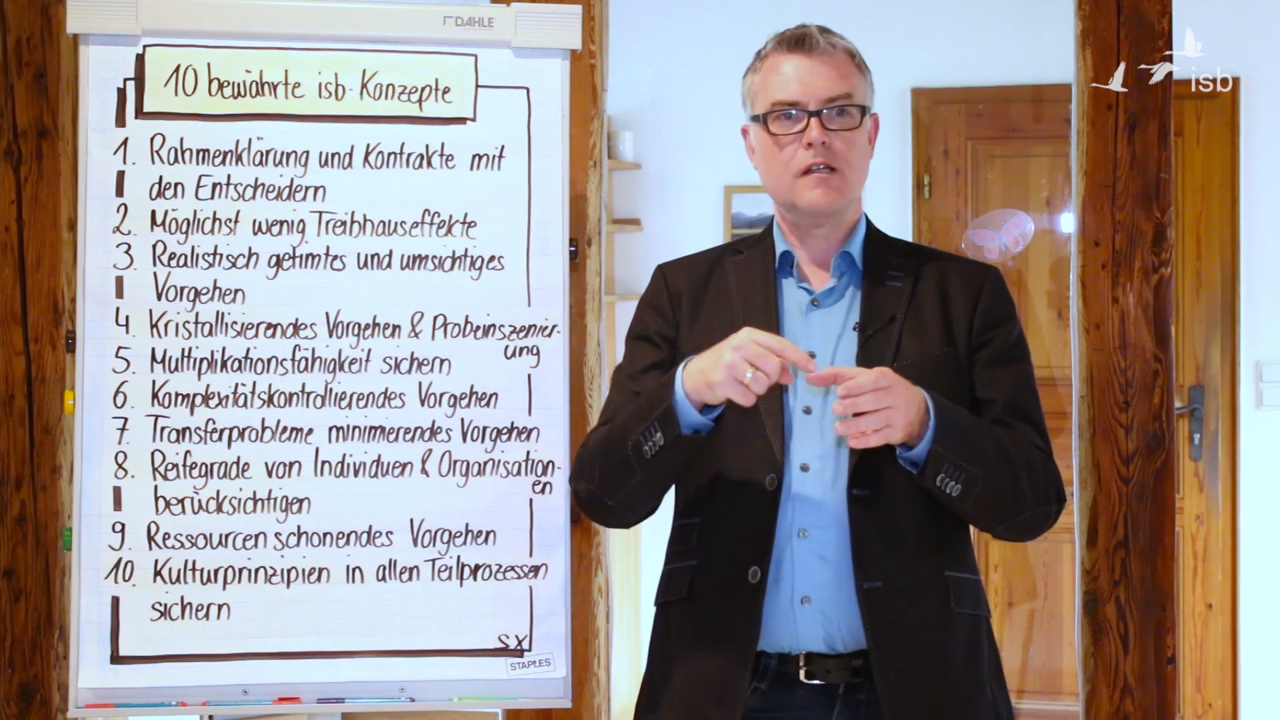 DAHLE
10 bewährte isb-Konzepte
1. Rahmenklärung und Kontrakte mit
den Entscheidern
2. Möglichst wenig Treibhauseffekte
3. Realistisch getimtes und umsichtiges
Vorgehen
4. Kristallisierendes Vorgehen & Probeinszenier-
ung
5. Multiplikationsfähigkeit sichern
6. Komplexitätskontrollierendes Vorgehen
7. Transferprobleme minimierendes Vorgehen
8. Reifegrade von Individuen & Organisation-
en
berücksichtigen
9. Ressourcen schonendes Vorgehen
10. Kulturprinzipien in allen Teilprozessen
sichern
SX
STAPLES
isb